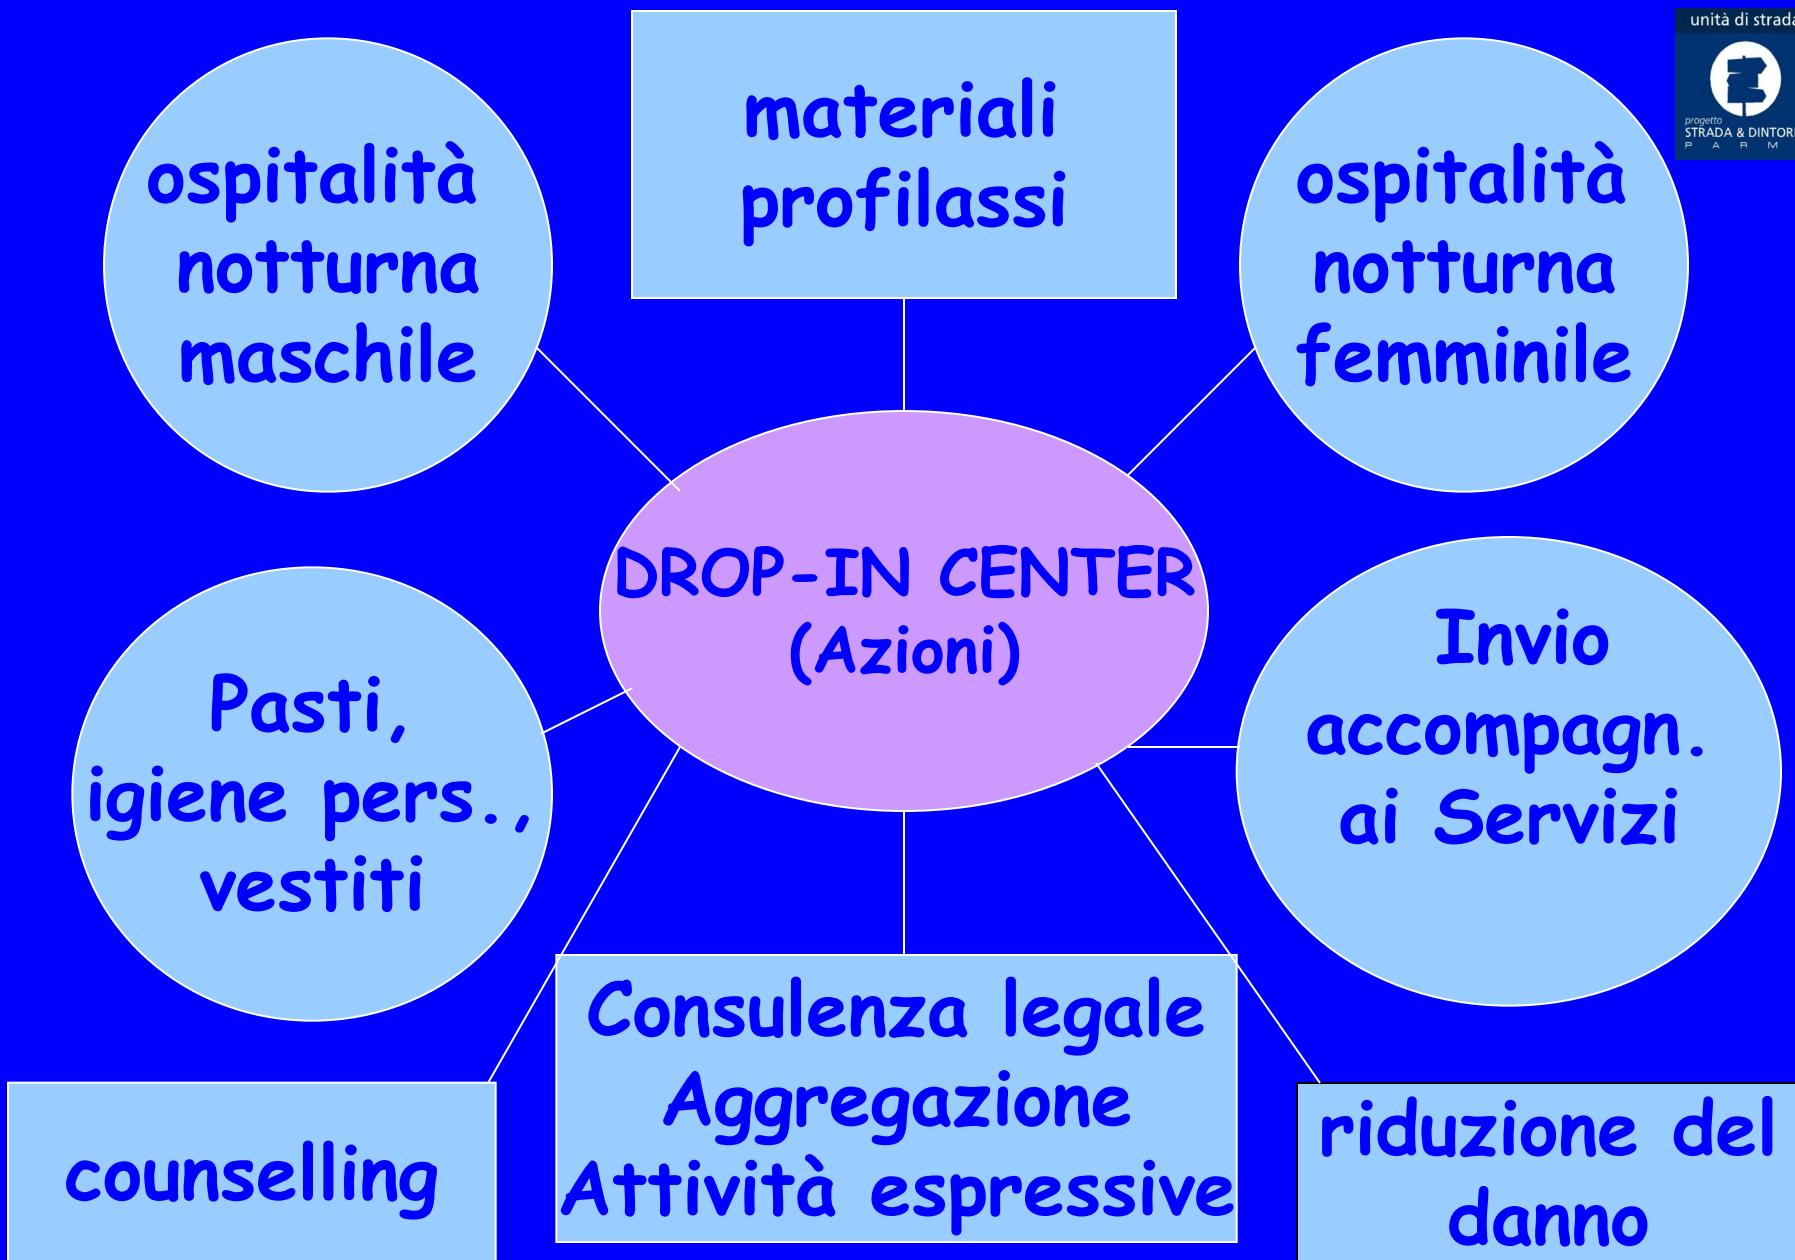 unità di strada
progetto
STRADA & DINTORI
P A R M
materiali
profilassi
ospitalità
notturna
maschile
ospitalità
notturna
femminile
DROP-IN CENTER
(Azioni)
Pasti,
igiene pers.,
vestiti
Invio
accompagn.
ai Servizi
Consulenza legale
Aggregazione
Attività espressive
counselling
riduzione del
danno